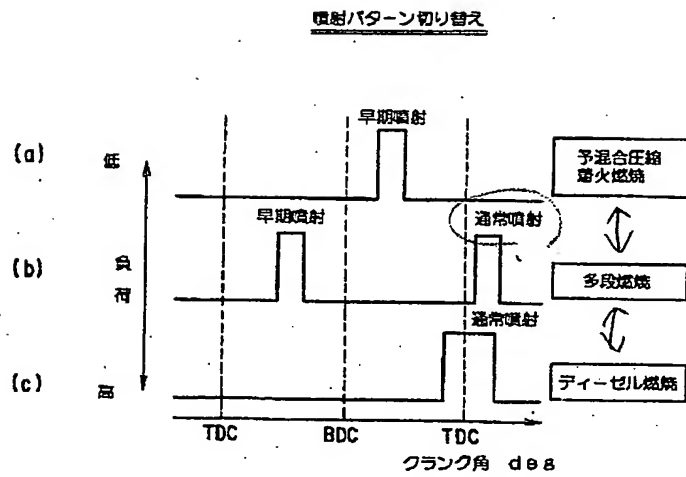 噴射パターン切り替え
早期噴射
(a)
低
予混合圧縮
着火燃焼
早期噴射
通常噴射
(b)
負
荷
多段燃焼
通常噴射
(c)
高
ディーゼル燃焼
TDC
BDC
TDC
クランク角 deg